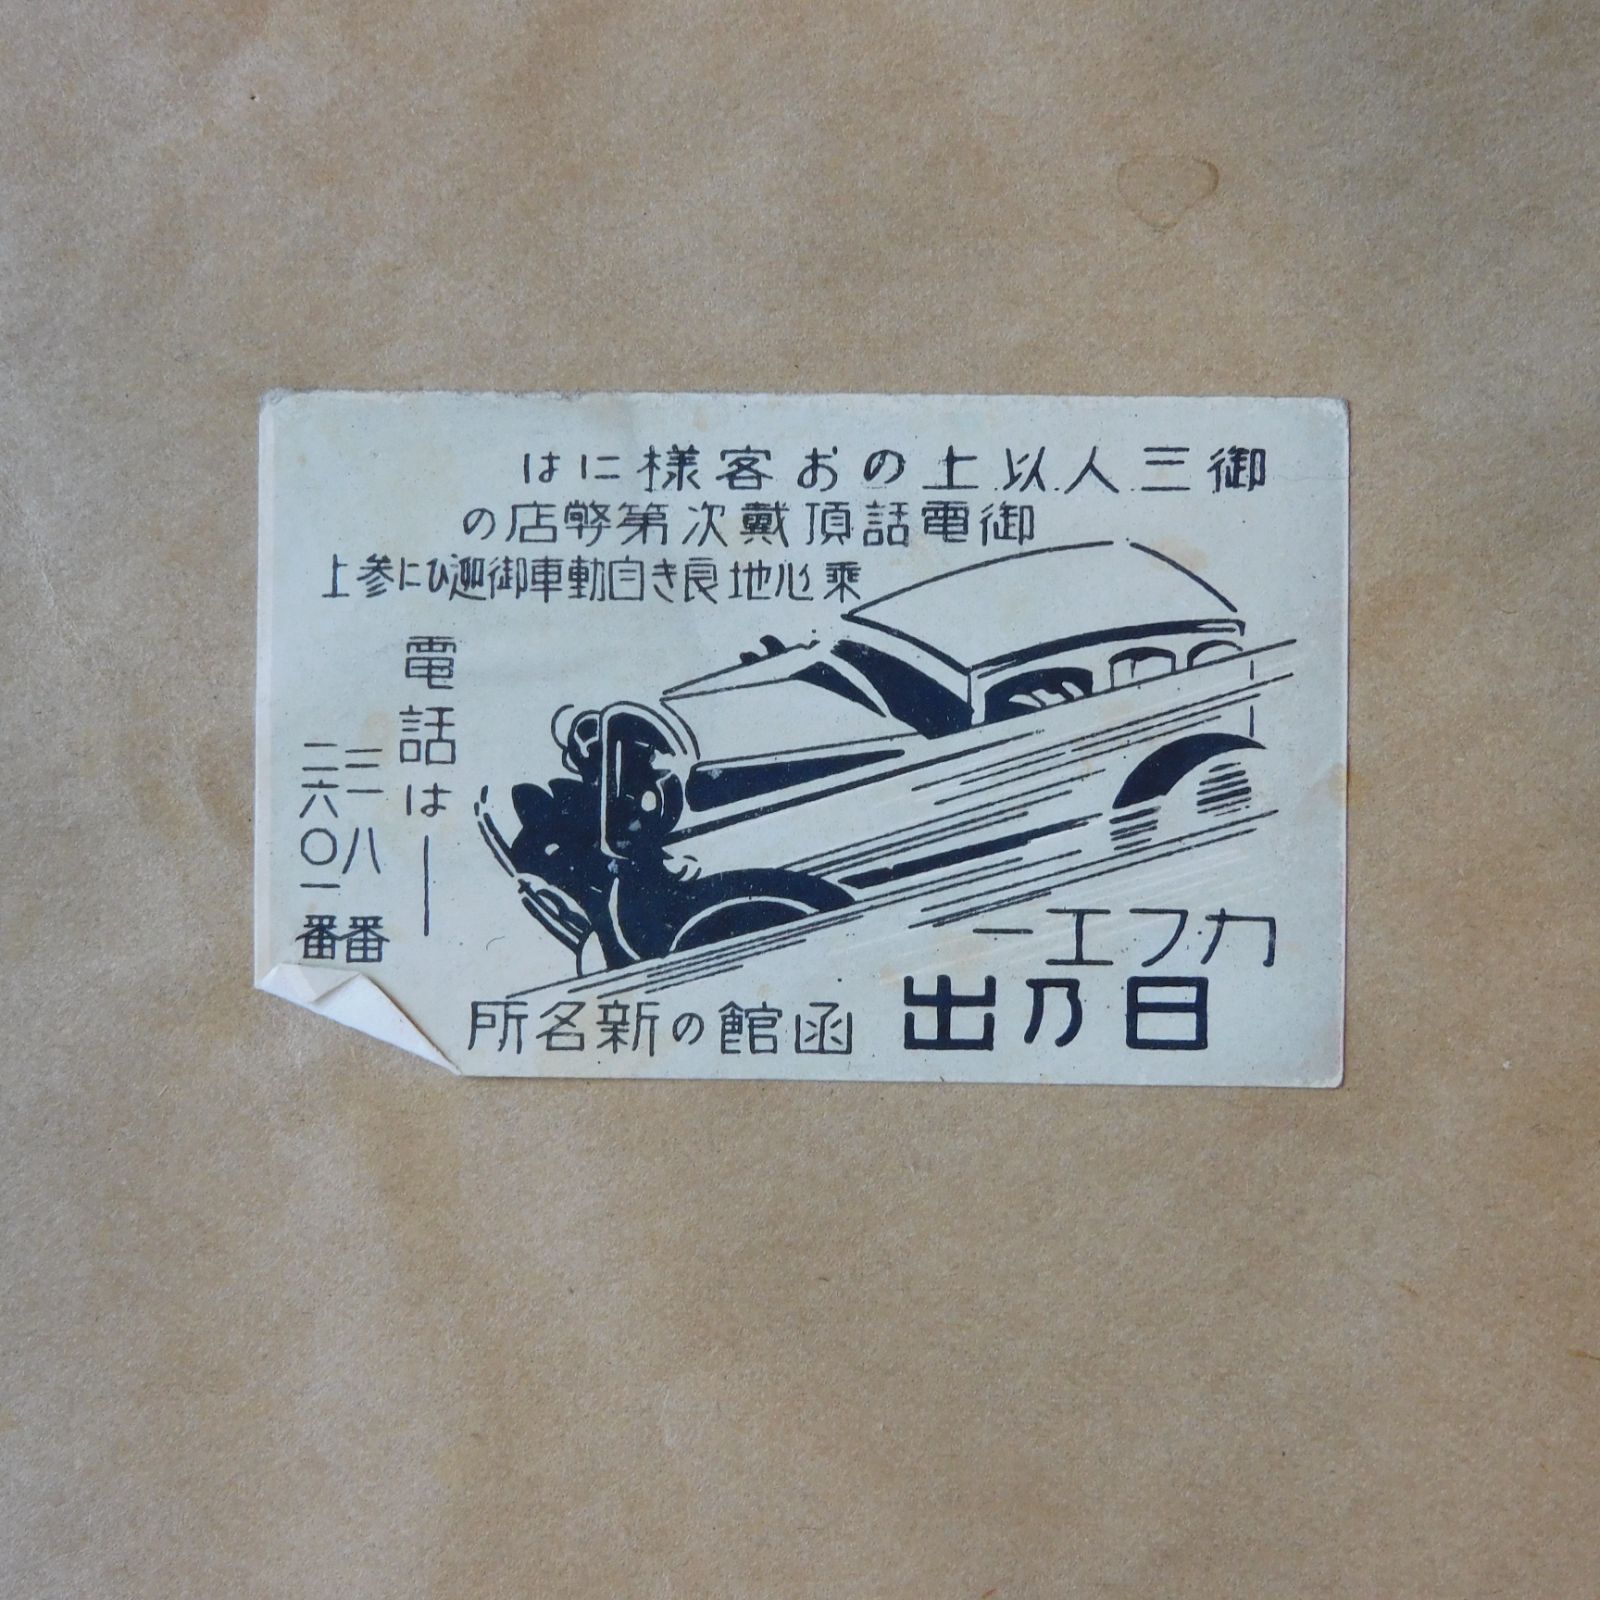 御三人以上のお客様には
御電話頂戴次第弊店の
乗心地良き自動車御迎ひに参上
電話は——
三一八番
二六〇一番
カフエー
日乃出
函館の新名所